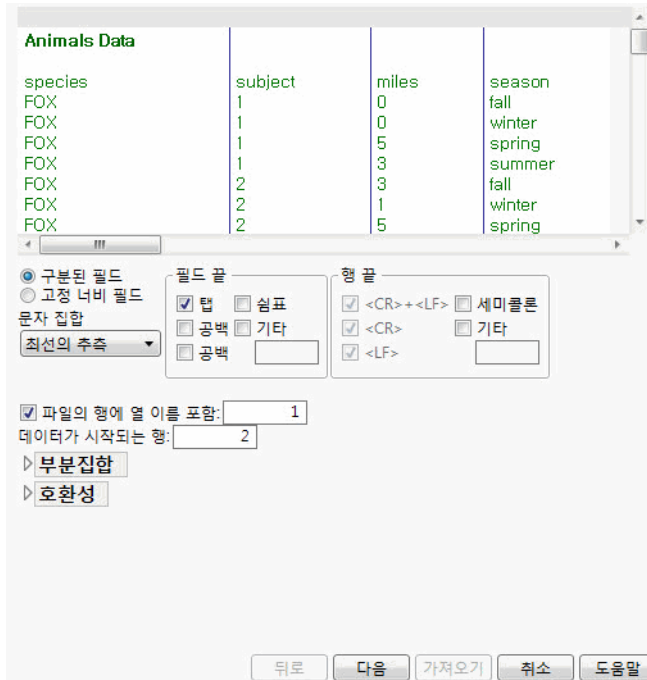 Animals Data
species subject miles season
FOX 1 0 fall
FOX 1 0 winter
FOX 1 5 spring
FOX 1 3 summer
FOX 2 3 fall
FOX 2 1 winter
FOX 2 5 spring
구분된 필드
고정 너비 필드
문자 집합
최선의 추측
필드 끝
탭 쉼표
공백 기타
공백
행 끝
<CR>+<LF> 세미콜론
<CR> 기타
<LF>
파일의 행에 열 이름 포함: 1
데이터가 시작되는 행: 2
부분집합
호환성
뒤로 다음 가져오기 취소 도움말